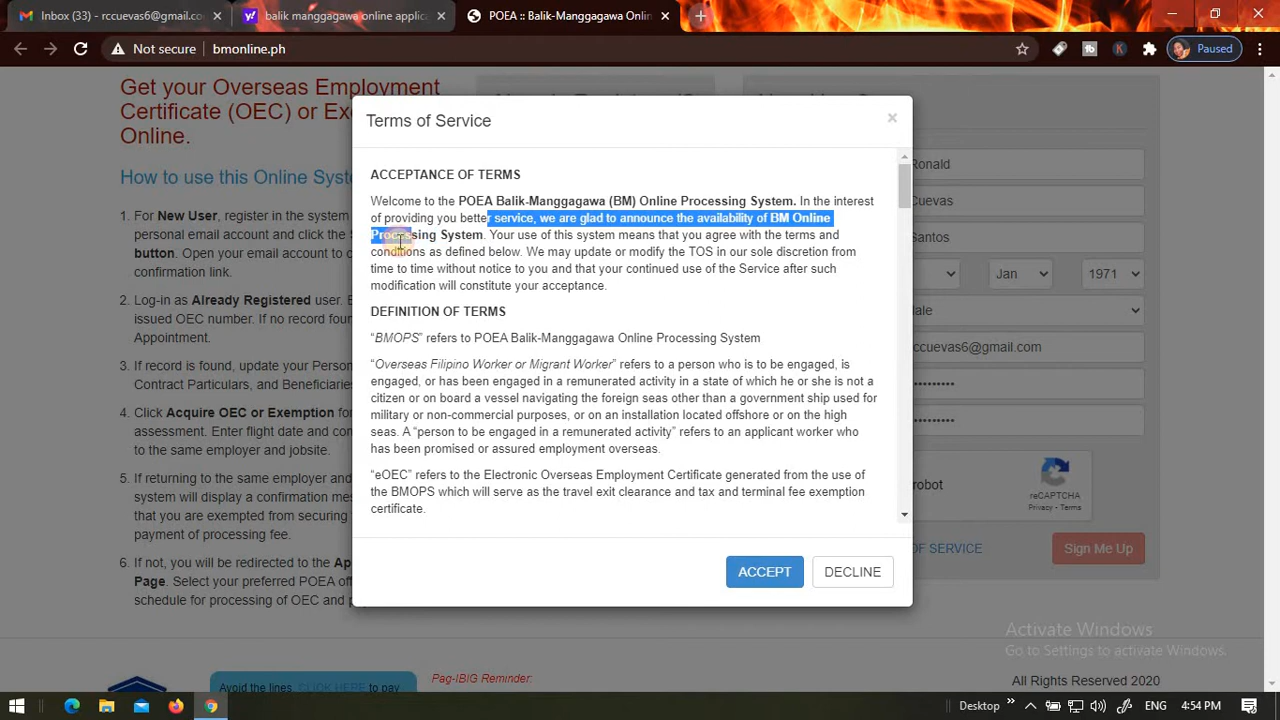 Inbox (33) - rccuevas6@gmail.co
balik manggagawa online applic
POEA :: Balik-Manggagawa Onlin
Not secure
bmonline.ph
Paused
Get your Overseas Employment
Certificate (OEC) or Ex
Online.
How to use this Online Syst
1. For New User, register in the system
personal email account and click the
button. Open your email account to c
confirmation link.
2. Log-in as Already Registered user. E
issued OEC number. If no record foun
Appointment.
3. If record is found, update your Person
Contract Particulars, and Beneficiaries
4. Click Acquire OEC or Exemption fo
assessment. Enter flight date and con
to the same employer and jobsite.
5. If returning to the same employer and
system will display a confirmation mes
that you are exempted from securing
payment of processing fee.
6. If not, you will be redirected to the Ap
Page. Select your preferred POEA off
schedule for processing of OEC and p
Terms of Service
×
ACCEPTANCE OF TERMS
Welcome to the POEA Balik-Manggagawa (BM) Online Processing System. In the interest
of providing you better service, we are glad to announce the availability of BM Online
Processing System. Your use of this system means that you agree with the terms and
conditions as defined below. We may update or modify the TOS in our sole discretion from
time to time without notice to you and that your continued use of the Service after such
modification will constitute your acceptance.
DEFINITION OF TERMS
“BMOPS” refers to POEA Balik-Manggagawa Online Processing System
“Overseas Filipino Worker or Migrant Worker” refers to a person who is to be engaged, is
engaged, or has been engaged in a remunerated activity in a state of which he or she is not a
citizen or on board a vessel navigating the foreign seas other than a government ship used for
military or non-commercial purposes, or on an installation located offshore or on the high
seas. A “person to be engaged in a remunerated activity” refers to an applicant worker who
has been promised or assured employment overseas.
“eOEC” refers to the Electronic Overseas Employment Certificate generated from the use of
the BMOPS which will serve as the travel exit clearance and tax and terminal fee exemption
certificate.
ACCEPT
DECLINE
Ronald
Cuevas
Santos
Jan
1971
ale
rccuevas6@gmail.com
robot
reCAPTCHA
Privacy - Terms
OF SERVICE
Sign Me Up
Activate Windows
Go to Settings to activate Windows.
Avoid the lines, CLICK HERE to pay
Pag-IBIG Reminder:
All Rights Reserved 2020
Desktop
ENG
4:54 PM